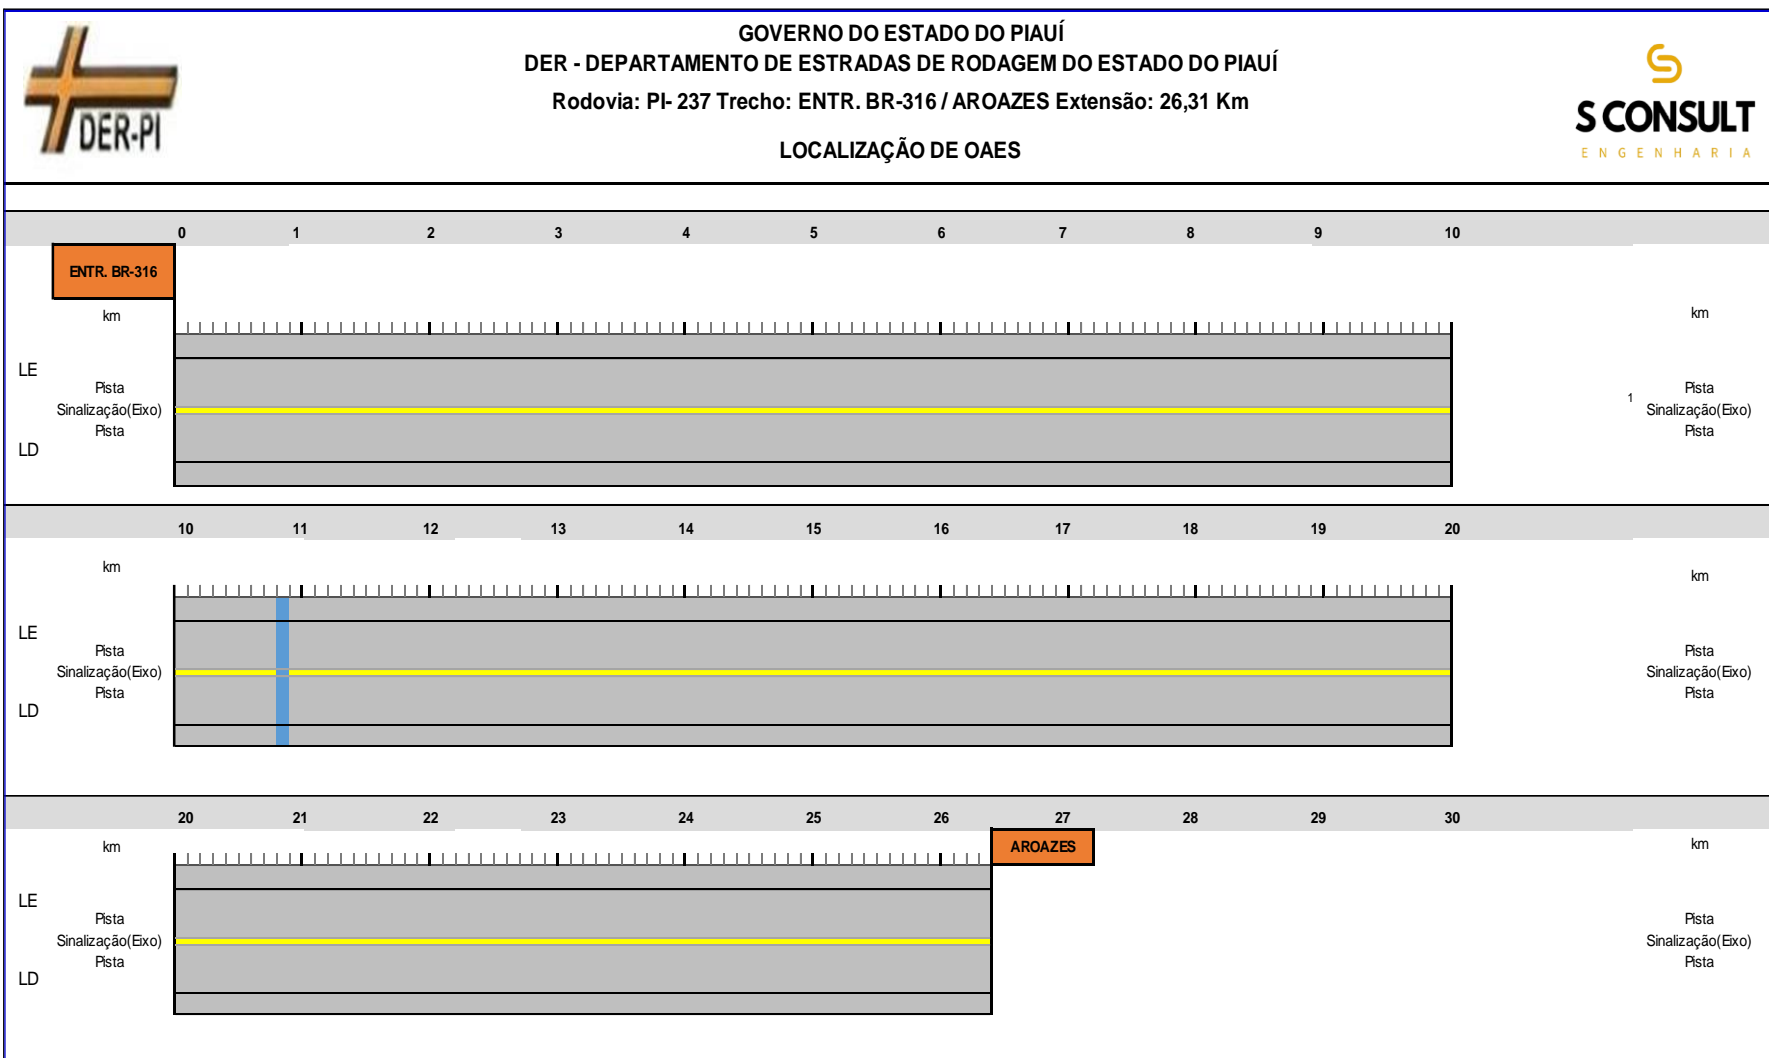 GOVERNO DO ESTADO DO PIAUÍ
DER - DEPARTAMENTO DE ESTRADAS DE RODAGEM DO ESTADO DO PIAUÍ
Rodovia: PI- 237 Trecho: ENTR. BR-316 / AROAZES Extensão: 26,31 Km
LOCALIZAÇÃO DE OAES
DER-PI
S CONSULT
ENGENHARIA
0 1 2 3 4 5 6 7 8 9 10
ENTR. BR-316
km km
LE
Pista Pista
Sinalização(Eixo) 1 Sinalização(Eixo)
Pista Pista
LD
10 11 12 13 14 15 16 17 18 19 20
km km
LE
Pista Pista
Sinalização(Eixo) Sinalização(Eixo)
Pista Pista
LD
20 21 22 23 24 25 26 27 28 29 30
km AROAZES km
LE
Pista Pista
Sinalização(Eixo) Sinalização(Eixo)
Pista Pista
LD